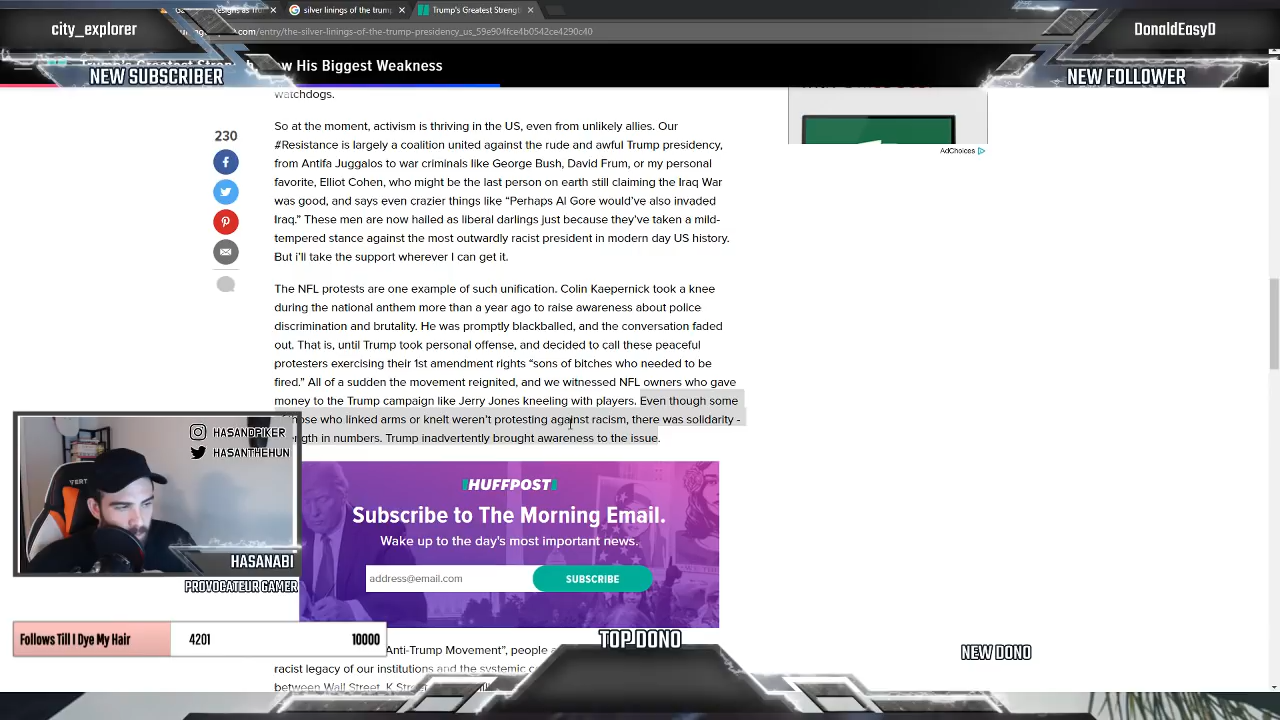 silver linings of the trump
Trump's Greatest Strengt
city_explorer
.com/entry/the-silver-linings-of-the-trump-presidency_us_59e904fce4b0542ce4290c40
DonaldEasyD
Trump's Greatest Strength
ow His Biggest Weakness
NEW SUBSCRIBER
NEW FOLLOWER
watchdogs.
So at the moment, activism is thriving in the US, even from unlikely allies. Our
#Resistance is largely a coalition united against the rude and awful Trump presidency,
from Antifa Juggalos to war criminals like George Bush, David Frum, or my personal
favorite, Elliot Cohen, who might be the last person on earth still claiming the Iraq War
was good, and says even crazier things like “Perhaps Al Gore would’ve also invaded
Iraq.” These men are now hailed as liberal darlings just because they’ve taken a mild-
tempered stance against the most outwardly racist president in modern day US history.
But i’ll take the support wherever I can get it.
230
AdChoices
The NFL protests are one example of such unification. Colin Kaepernick took a knee
during the national anthem more than a year ago to raise awareness about police
discrimination and brutality. He was promptly blackballed, and the conversation faded
out. That is, until Trump took personal offense, and decided to call these peaceful
protesters exercising their 1st amendment rights “sons of bitches who needed to be
fired.” All of a sudden the movement reignited, and we witnessed NFL owners who gave
money to the Trump campaign like Jerry Jones kneeling with players. Even though some
those who linked arms or knelt weren’t protesting against racism, there was solidarity -
ength in numbers. Trump inadvertently brought awareness to the issue.
HASANDPIKER
HASANTHEHUN
VERT
HASANABI
PROVOCATEUR GAMER
HUFFPOST
Subscribe to The Morning Email.
Wake up to the day’s most important news.
address@email.com
SUBSCRIBE
Follows Till I Dye My Hair
4201
10000
TOP DONO
NEW DONO
Anti-Trump Movement”, people a
racist legacy of our institutions and the systemic c
between Wall Street, K Street